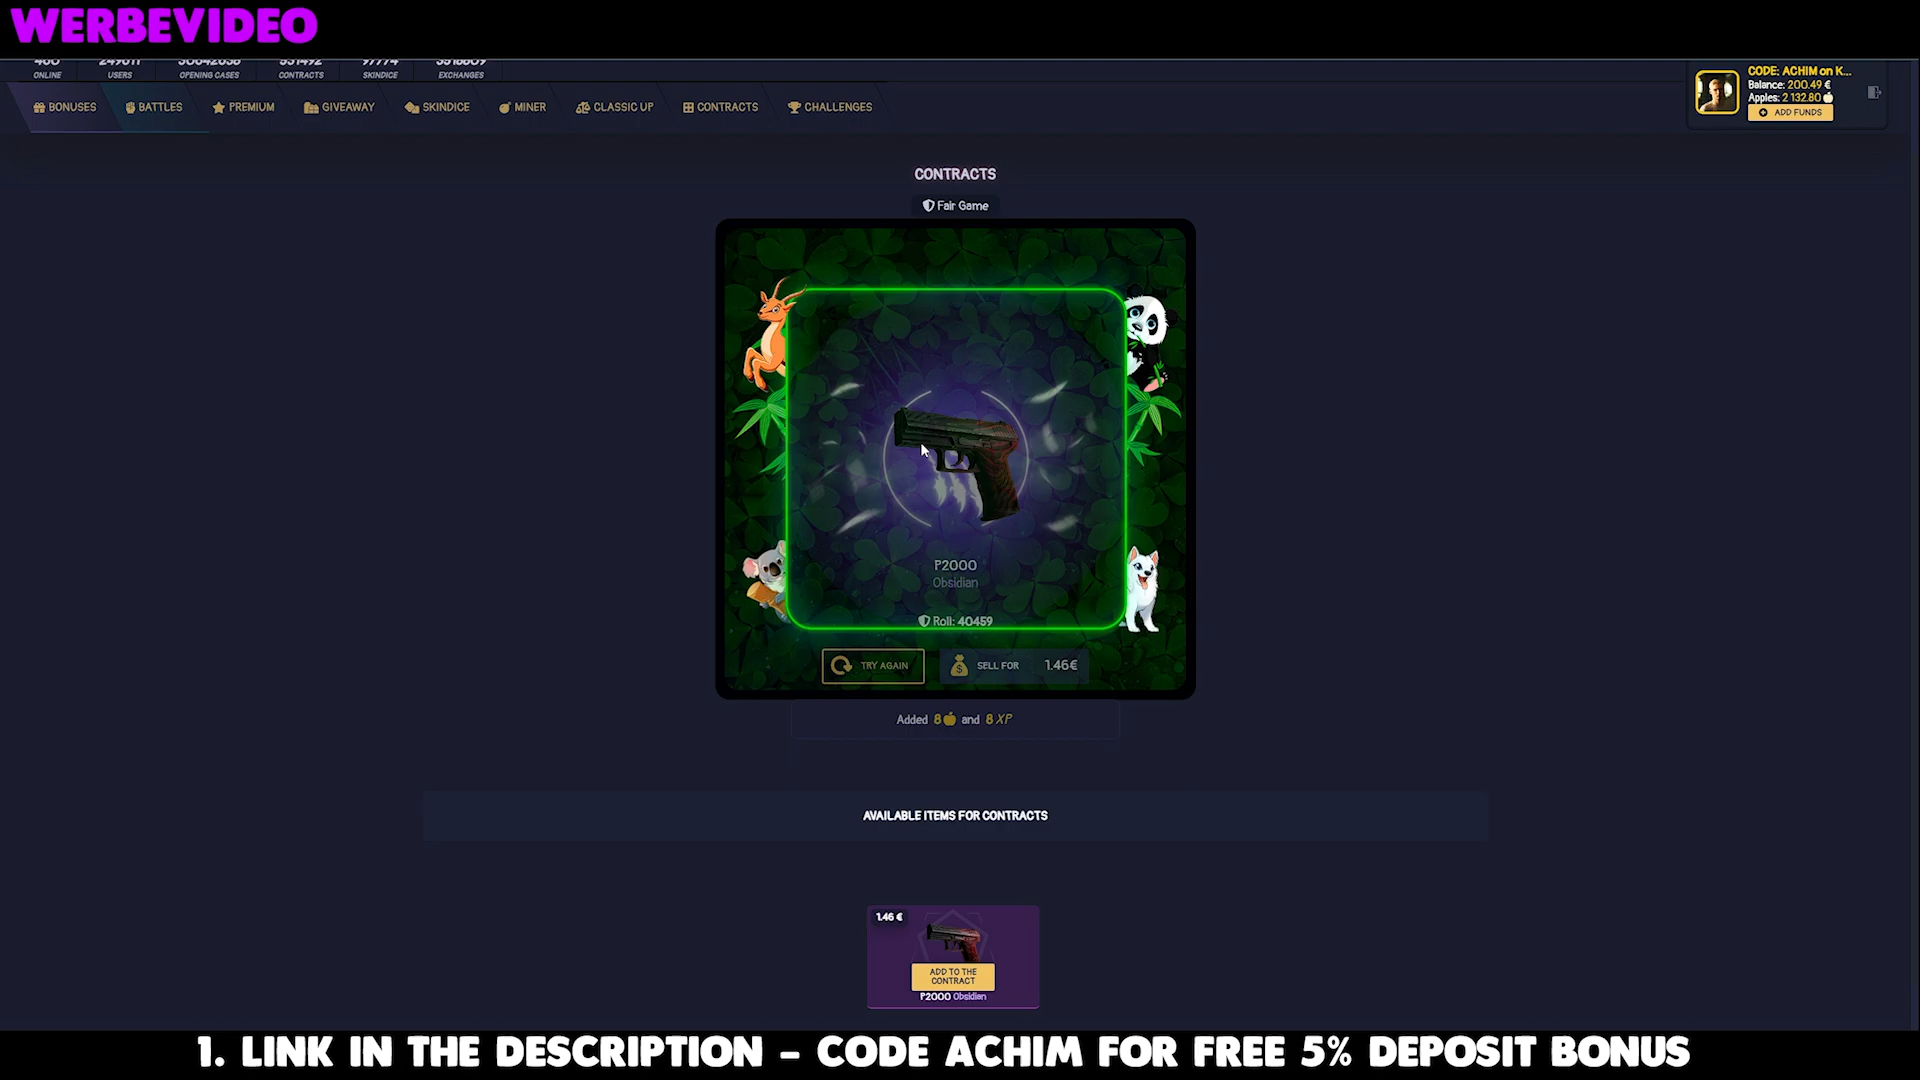 WERBEVIDEO
ONLINE
USERS
OPENING CASES
CONTRACTS
SKINDICE
EXCHANGES
CODE: ACHIM on K...
Balance: 200.49 €
Apples: 2 132.80
ADD FUNDS
BONUSES
BATTLES
PREMIUM
GIVEAWAY
SKINDICE
MINER
CLASSIC UP
CONTRACTS
CHALLENGES
CONTRACTS
Fair Game
P2000
Obsidian
Roll: 40459
TRY AGAIN
SELL FOR 1.46€
Added 8 and 8 XP
AVAILABLE ITEMS FOR CONTRACTS
1.46 €
ADD TO THE
CONTRACT
P2000 Obsidian
1. LINK IN THE DESCRIPTION – CODE ACHIM FOR FREE 5% DEPOSIT BONUS